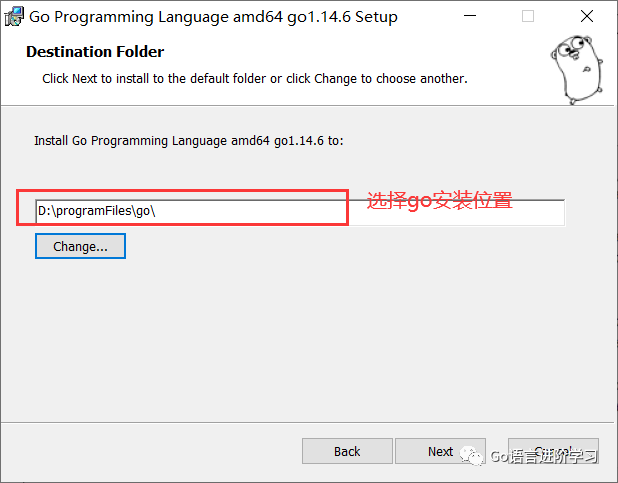 Go Programming Language amd64 go1.14.6 Setup
Destination Folder
Click Next to install to the default folder or click Change to choose another.
Install Go Programming Language amd64 go1.14.6 to:
D:\programFiles\go\
选择go安装位置
Change...
Back
Next
Go语言进阶学习